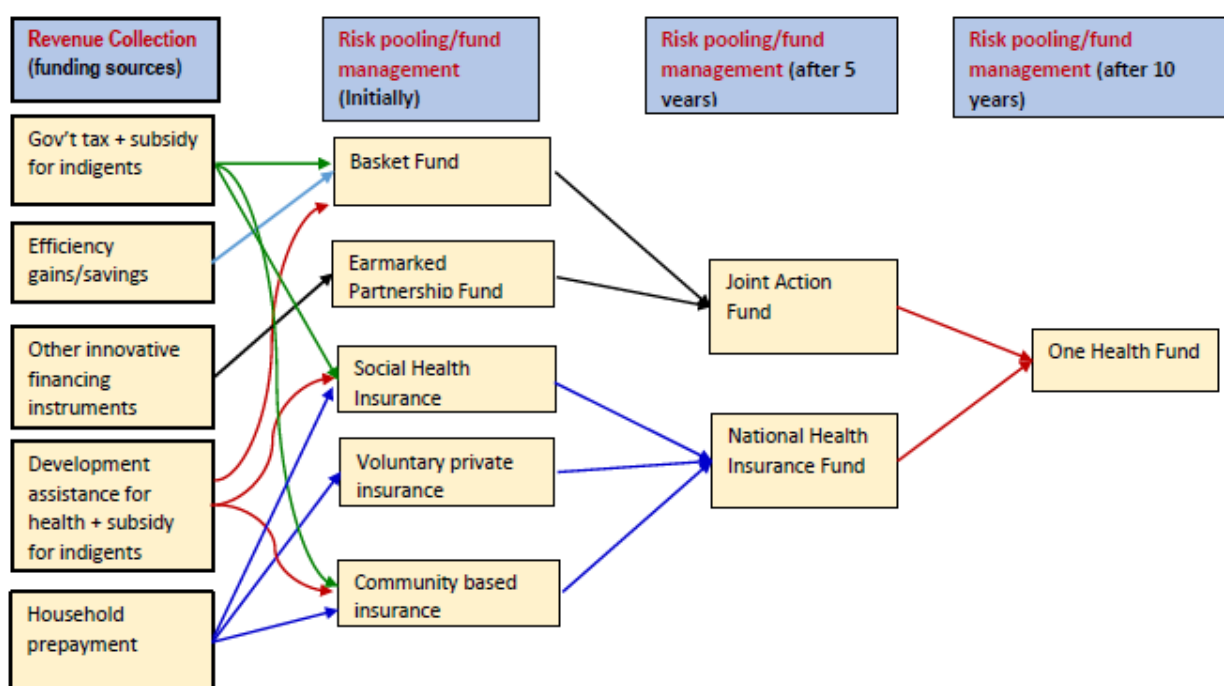 Revenue Collection
(funding sources)
Risk pooling/fund
management
(Initially)
Risk pooling/fund
management (after 5
years)
Risk pooling/fund
management (after 10
years)
Gov't tax + subsidy
for indigents
Efficiency
gains/savings
Other innovative
financing
instruments
Development
assistance for
health + subsidy
for indigents
Household
prepayment
Basket Fund
Earmarked
Partnership Fund
Social Health
Insurance
Voluntary private
insurance
Community based
insurance
Joint Action
Fund
National Health
Insurance Fund
One Health Fund